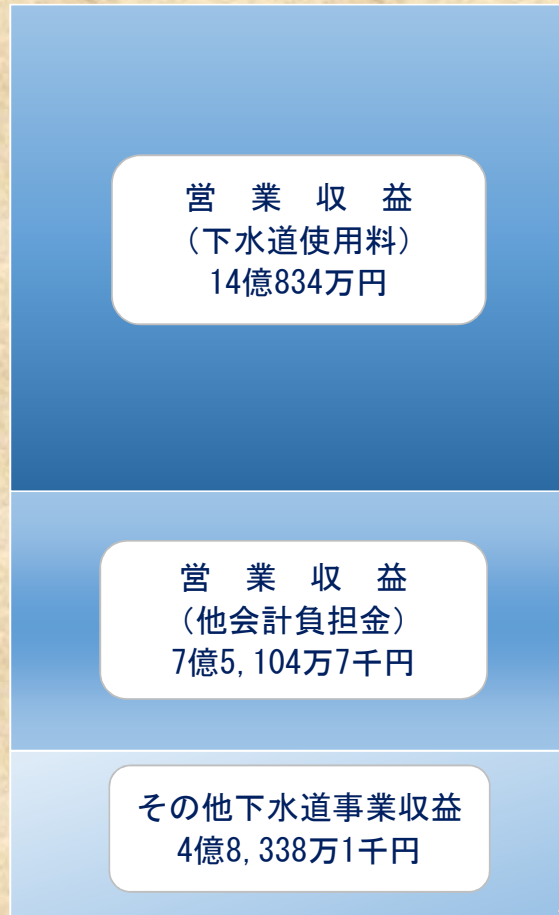 営業収益
（下水道使用料）
14億834万円
営業収益
（他会計負担金）
7億5,104万7千円
その他下水道事業収益
4億8,338万1千円